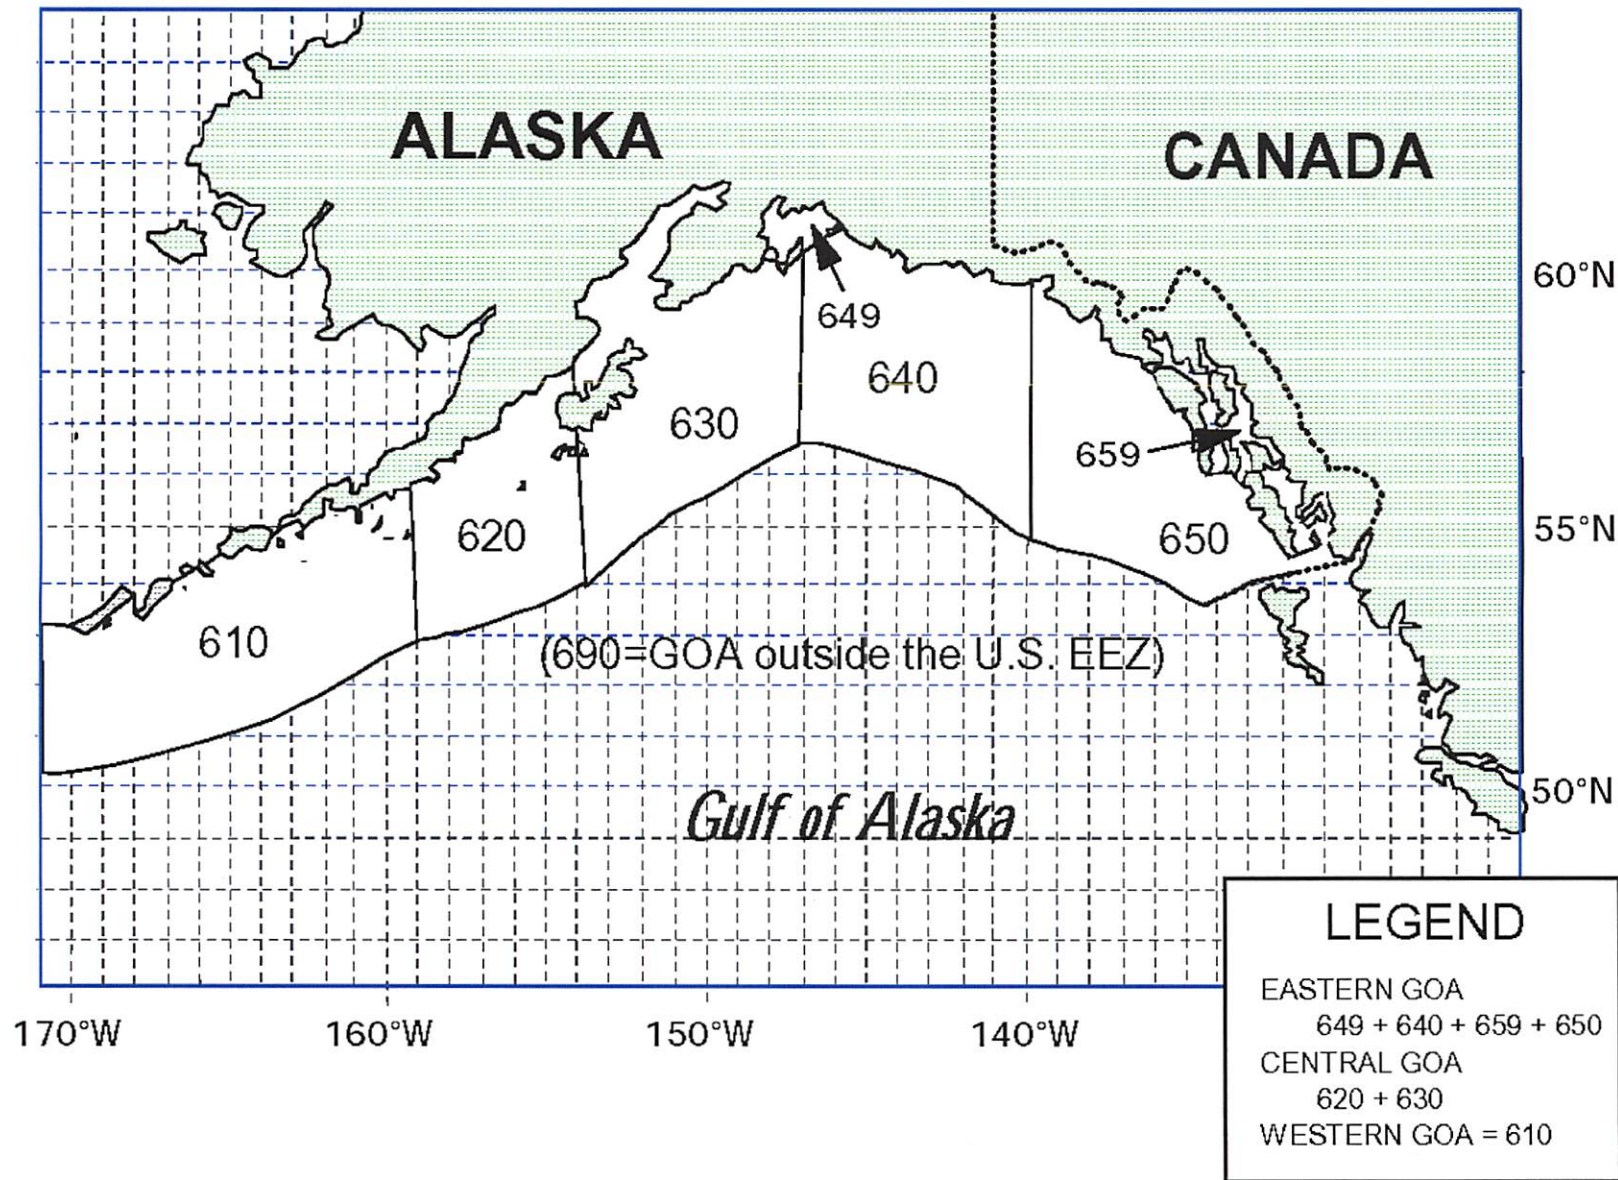 ALASKA
CANADA
60°N
649
640
630
659
55°N
620
650
610
(690=GOA outside the U.S. EEZ)
50°N
Gulf of Alaska
LEGEND
EASTERN GOA
649 + 640 + 659 + 650
CENTRAL GOA
620 + 630
WESTERN GOA = 610
170°W
160°W
150°W
140°W